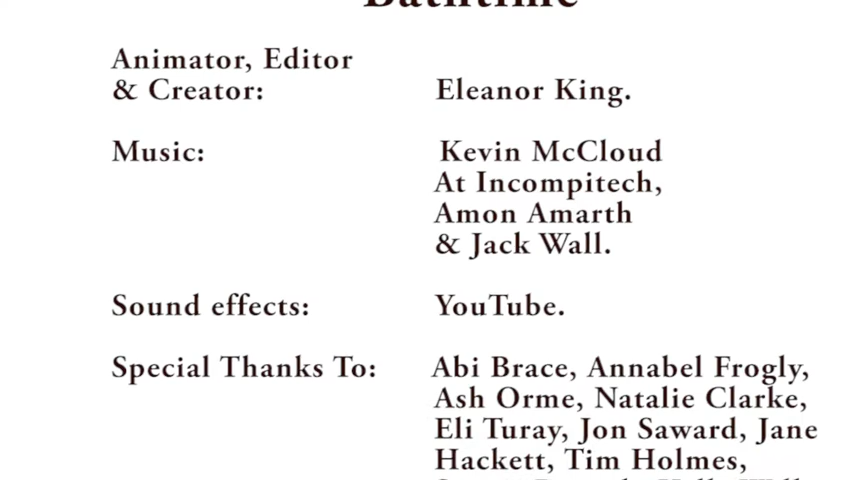 Bathtime
Animator, Editor
& Creator: Eleanor King.
Music: Kevin McCloud
At Incompitech,
Amon Amarth
& Jack Wall.
Sound effects: YouTube.
Special Thanks To: Abi Brace, Annabel Frogly,
Ash Orme, Natalie Clarke,
Eli Turay, Jon Saward, Jane
Hackett, Tim Holmes,